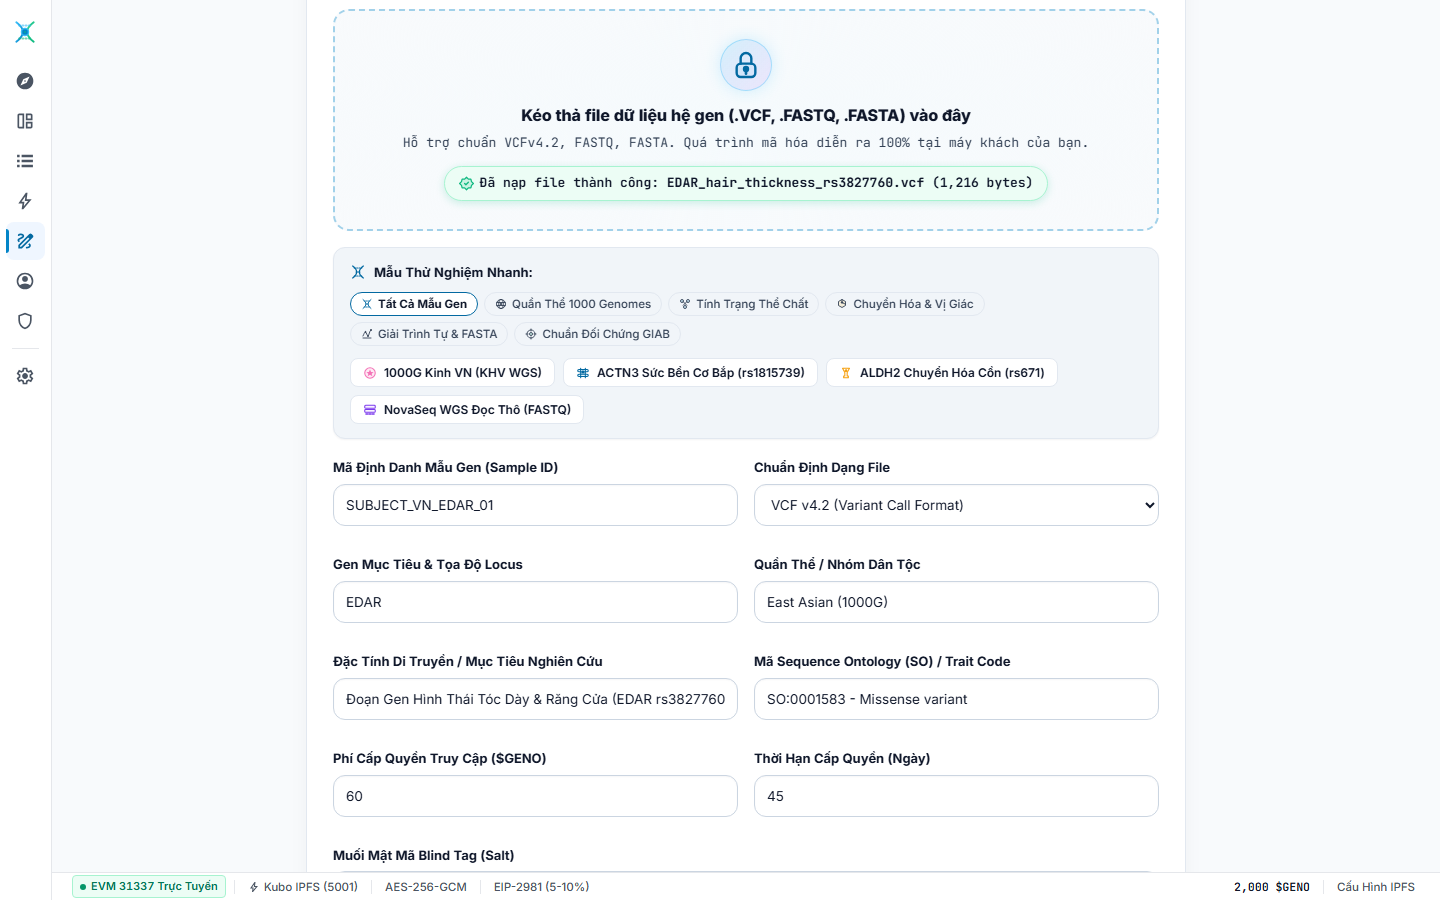 Kéo thả file dữ liệu hệ gen (.VCF, .FASTQ, .FASTA) vào đây
Hỗ trợ chuẩn VCFv4.2, FASTQ, FASTA. Quá trình mã hóa diễn ra 100% tại máy khách của bạn.
Đã nạp file thành công: EDAR_hair_thickness_rs3827760.vcf (1,216 bytes)
Mẫu Thử Nghiệm Nhanh:
Tất Cả Mẫu Gen
Quần Thể 1000 Genomes
Tính Trạng Thể Chất
Chuyển Hóa & Vị Giác
Giải Trình Tự & FASTA
Chuẩn Đối Chứng GIAB
1000G Kinh VN (KHV WGS)
ACTN3 Sức Bền Cơ Bắp (rs1815739)
ALDH2 Chuyển Hóa Cồn (rs671)
NovaSeq WGS Đọc Thô (FASTQ)
Mã Định Danh Mẫu Gen (Sample ID)
Chuẩn Định Dạng File
SUBJECT_VN_EDAR_01
VCF v4.2 (Variant Call Format)
Gen Mục Tiêu & Tọa Độ Locus
Quần Thể / Nhóm Dân Tộc
EDAR
East Asian (1000G)
Đặc Tính Di Truyền / Mục Tiêu Nghiên Cứu
Mã Sequence Ontology (SO) / Trait Code
Đoạn Gen Hình Thái Tóc Dày & Răng Cửa (EDAR rs3827760
SO:0001583 - Missense variant
Phí Cấp Quyền Truy Cập ($GENO)
Thời Hạn Cấp Quyền (Ngày)
60
45
Muối Mật Mã Blind Tag (Salt)
EVM 31337 Trực Tuyến
Kubo IPFS (5001)
AES-256-GCM
EIP-2981 (5-10%)
2,000 $GENO
Cấu Hình IPFS